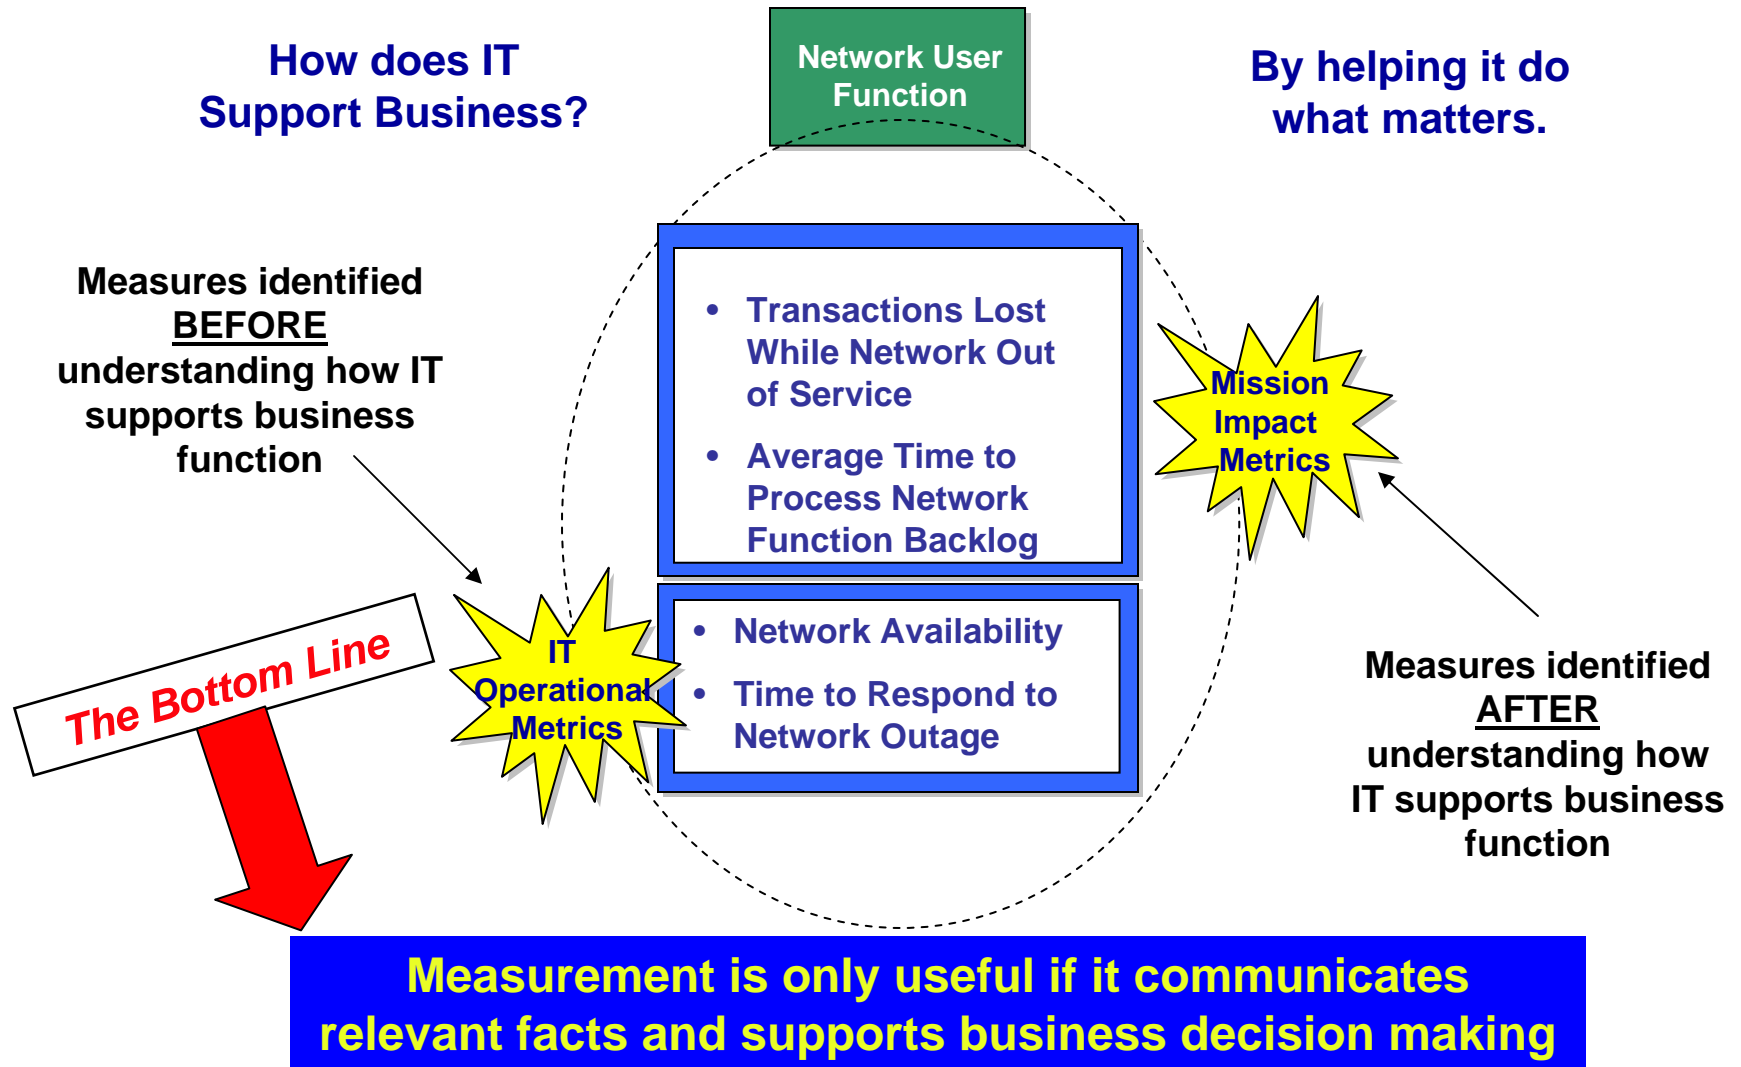 How does IT
Support Business?
Network User
Function
By helping it do
what matters.
Measures identified
BEFORE
understanding how IT
supports business
function
• Transactions Lost
While Network Out
of Service
• Average Time to
Process Network
Function Backlog
Mission
Impact
Metrics
IT
Operational
Metrics
• Network Availability
• Time to Respond to
Network Outage
Measures identified
AFTER
understanding how
IT supports business
function
The Bottom Line
Measurement is only useful if it communicates
relevant facts and supports business decision making